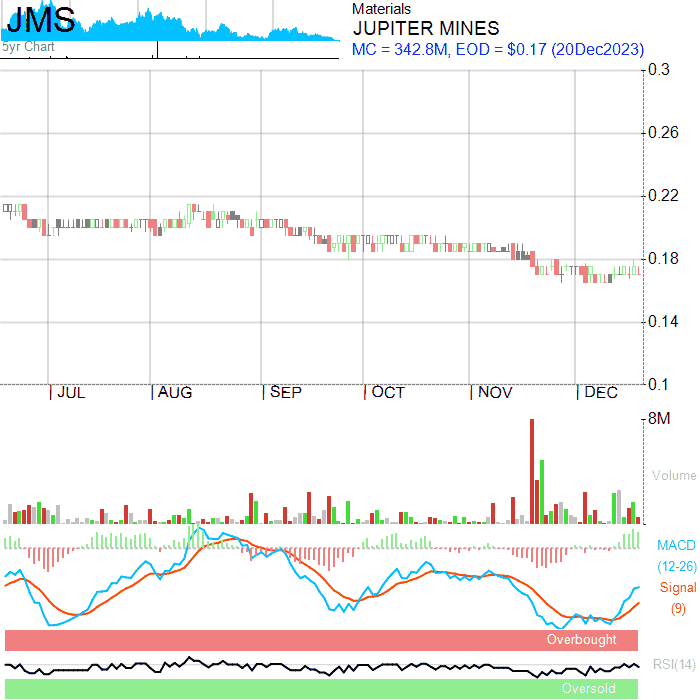 JMS
5yr Chart
Materials
JUPITER MINES
MC = 342.8M, EOD = $0.17 (20Dec2023)
0.3
0.26
0.22
0.18
0.14
0.1
JUL AUG SEP OCT NOV DEC
8M
Volume
MACD
(12-26)
Signal
(9)
Overbought
RSI(14)
Oversold